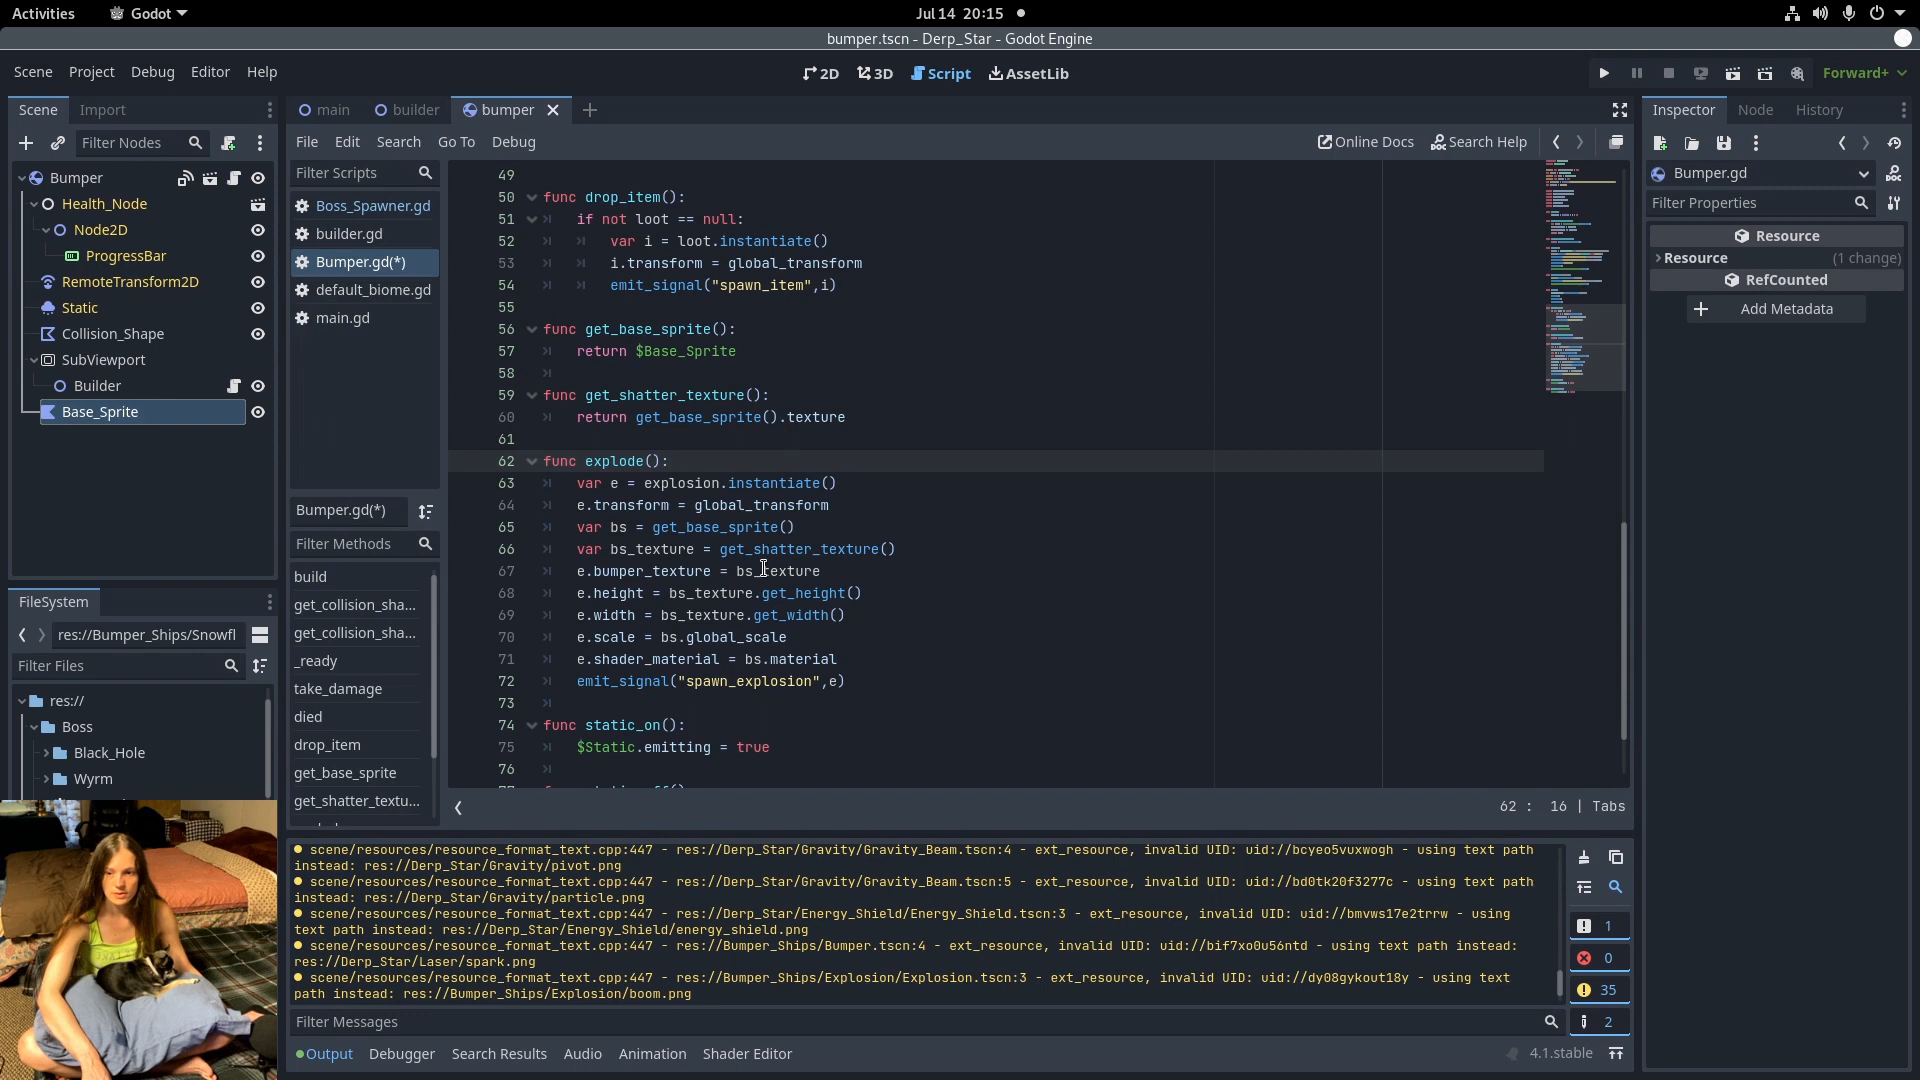 Activities
Godot
Jul 14 20:15
bumper.tscn - Derp_Star - Godot Engine
Scene Project Debug Editor Help
2D 3D Script AssetLib
Forward+
Scene Import
Filter Nodes
Bumper
Health_Node
Node2D
ProgressBar
RemoteTransform2D
Static
Collision_Shape
SubViewport
Builder
Base_Sprite
FileSystem
res://Bumper_Ships/Snowfl
Filter Files
res://
Boss
Black_Hole
Wyrm
main builder bumper
File Edit Search Go To Debug
Online Docs Search Help
Filter Scripts
Boss_Spawner.gd
builder.gd
Bumper.gd(*)
default_biome.gd
main.gd
Bumper.gd(*)
Filter Methods
build
get_collision_sha...
get_collision_sha...
_ready
take_damage
died
drop_item
get_base_sprite
get_shatter_textu...
49
50 func drop_item():
51 if not loot == null:
52 var i = loot.instantiate()
53 i.transform = global_transform
54 emit_signal("spawn_item",i)
55
56 func get_base_sprite():
57 return $Base_Sprite
58
59 func get_shatter_texture():
60 return get_base_sprite().texture
61
62 func explode():
63 var e = explosion.instantiate()
64 e.transform = global_transform
65 var bs = get_base_sprite()
66 var bs_texture = get_shatter_texture()
67 e.bumper_texture = bs_texture
68 e.height = bs_texture.get_height()
69 e.width = bs_texture.get_width()
70 e.scale = bs.global_scale
71 e.shader_material = bs.material
72 emit_signal("spawn_explosion",e)
73
74 func static_on():
75 $Static.emitting = true
76
62 : 16 | Tabs
scene/resources/resource_format_text.cpp:447 - res://Derp_Star/Gravity/Gravity_Beam.tscn:4 - ext_resource, invalid UID: uid://bcyeo5vuxwogh - using text path
instead: res://Derp_Star/Gravity/pivot.png
scene/resources/resource_format_text.cpp:447 - res://Derp_Star/Gravity/Gravity_Beam.tscn:5 - ext_resource, invalid UID: uid://bd0tk20f3277c - using text path
instead: res://Derp_Star/Gravity/particle.png
scene/resources/resource_format_text.cpp:447 - res://Derp_Star/Energy_Shield/Energy_Shield.tscn:3 - ext_resource, invalid UID: uid://bmvws17e2trrw - using
text path instead: res://Derp_Star/Energy_Shield/energy_shield.png
scene/resources/resource_format_text.cpp:447 - res://Bumper_Ships/Bumper.tscn:4 - ext_resource, invalid UID: uid://bif7xo0u56ntd - using text path instead:
res://Derp_Star/Laser/spark.png
scene/resources/resource_format_text.cpp:447 - res://Bumper_Ships/Explosion/Explosion.tscn:3 - ext_resource, invalid UID: uid://dy08gykout18y - using text
path instead: res://Bumper_Ships/Explosion/boom.png
1
0
35
2
Filter Messages
Output Debugger Search Results Audio Animation Shader Editor
4.1.stable
Inspector Node History
Bumper.gd
Filter Properties
Resource
Resource (1 change)
RefCounted
Add Metadata